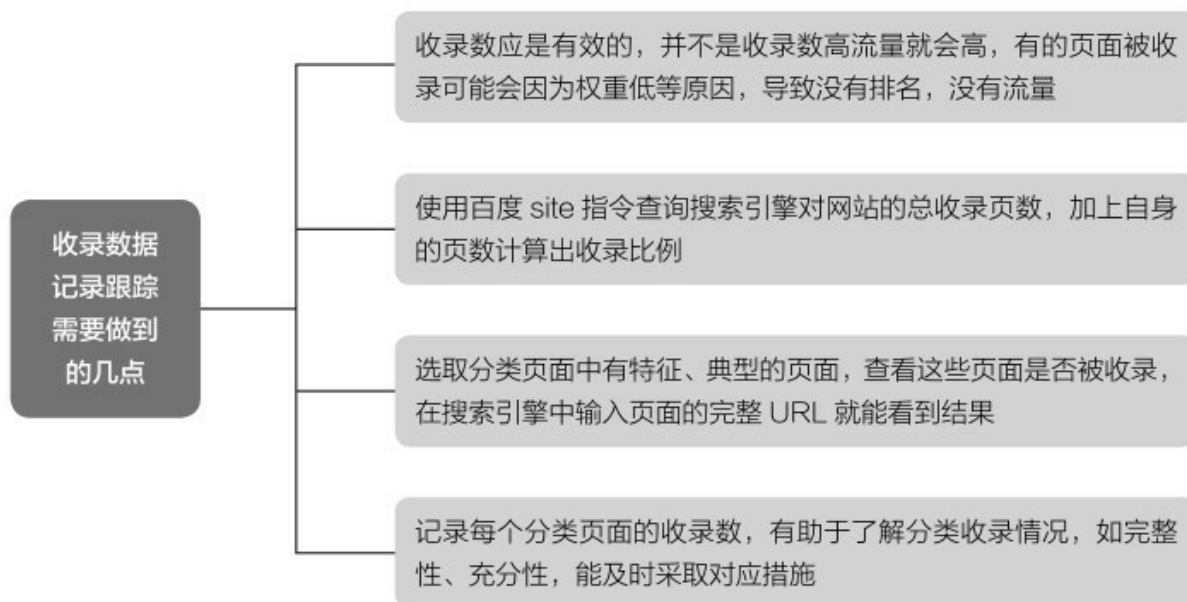 收录数据
记录跟踪
需要做到
的几点
收录数应是有效的，并不是收录数高流量就会高，有的页面被收
录可能会因为权重低等原因，导致没有排名，没有流量
使用百度 site 指令查询搜索引擎对网站的总收录页数，加上自身
的页数计算出收录比例
选取分类页面中有特征、典型的页面，查看这些页面是否被收录，
在搜索引擎中输入页面的完整 URL 就能看到结果
记录每个分类页面的收录数，有助于了解分类收录情况，如完整
性、充分性，能及时采取对应措施